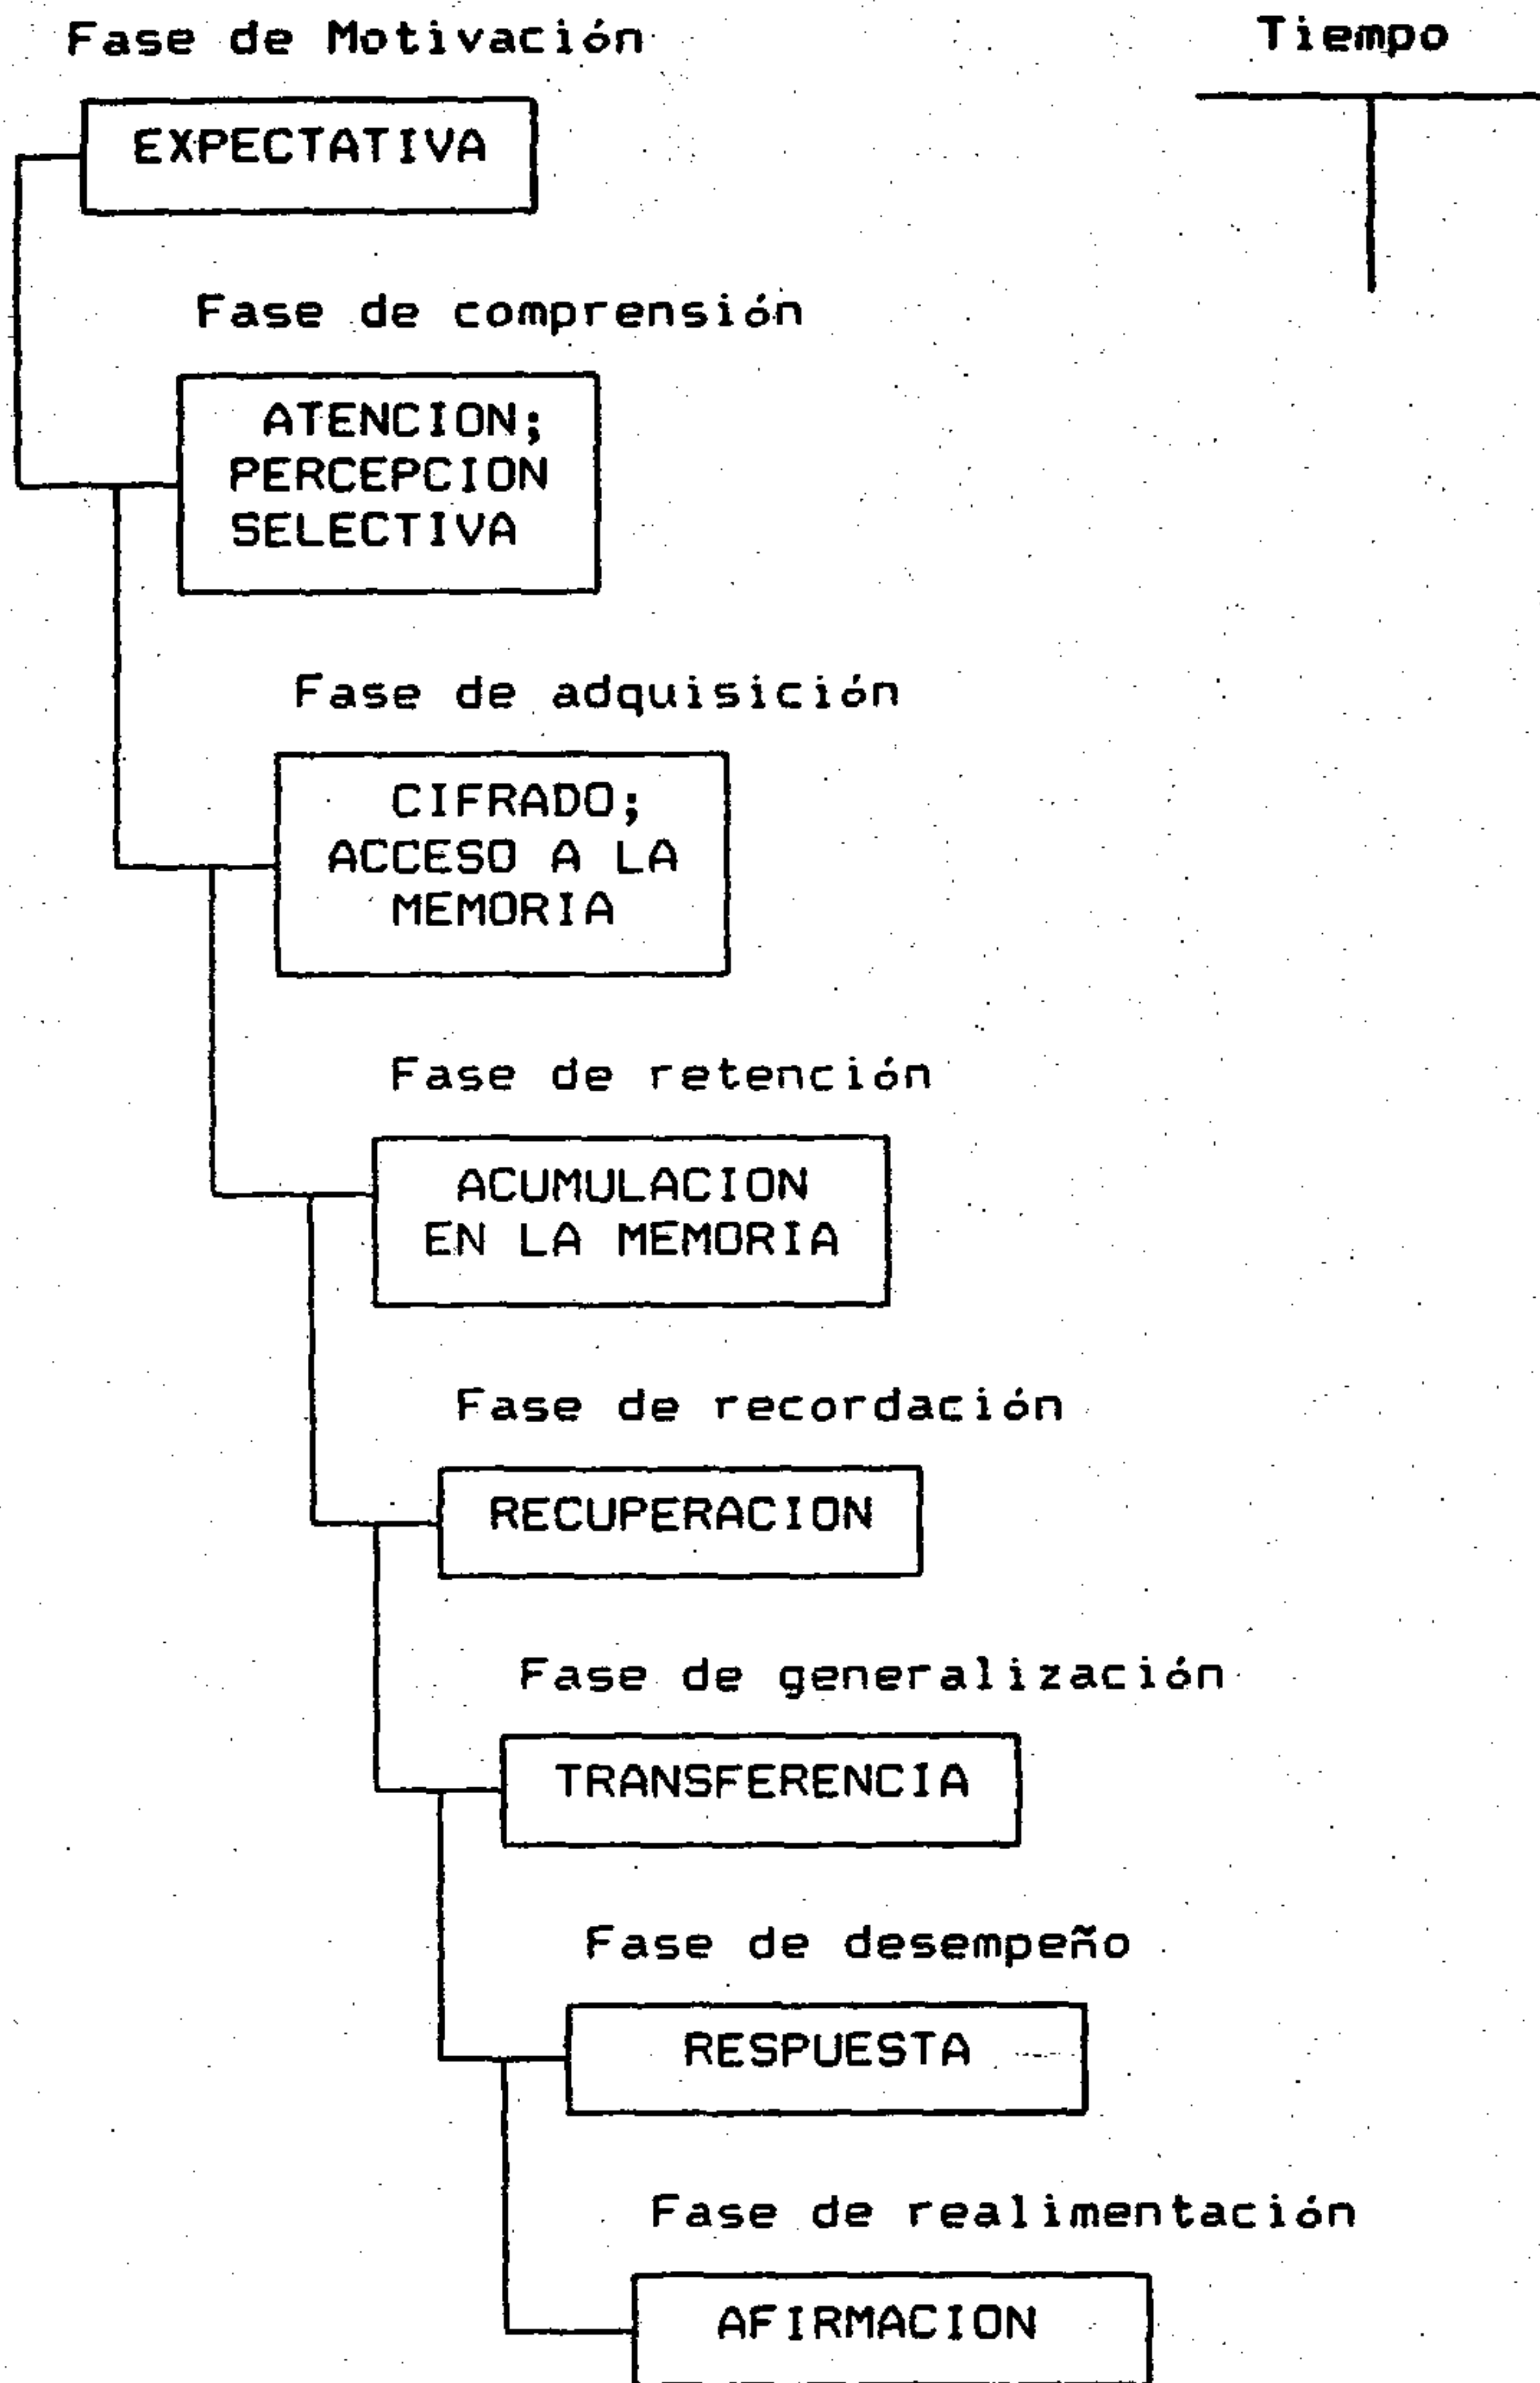 Fase de Motivación
Tiempo
EXPECTATIVA
Fase de comprensión
ATENCION;
PERCEPCION
SELECTIVA
Fase de adquisición
CIFRADO;
ACCESO A LA
MEMORIA
Fase de retención
ACUMULACION
EN LA MEMORIA
Fase de recordación
RECUPERACION
Fase de generalización
TRANSFERENCIA
Fase de desempeño
RESPUESTA
Fase de realimentación
AFIRMACION